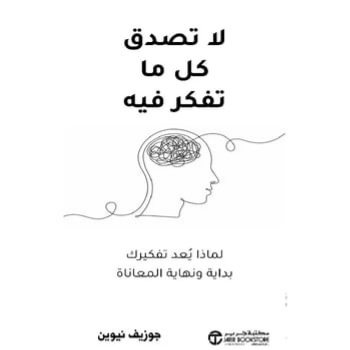 لا تصدق
كل ما
تفكر فيه
لماذا يُعد تفكيرك
بداية ونهاية المعاناة
جوزيف نيوين
مكتبة جرير
JARIR BOOKSTORE